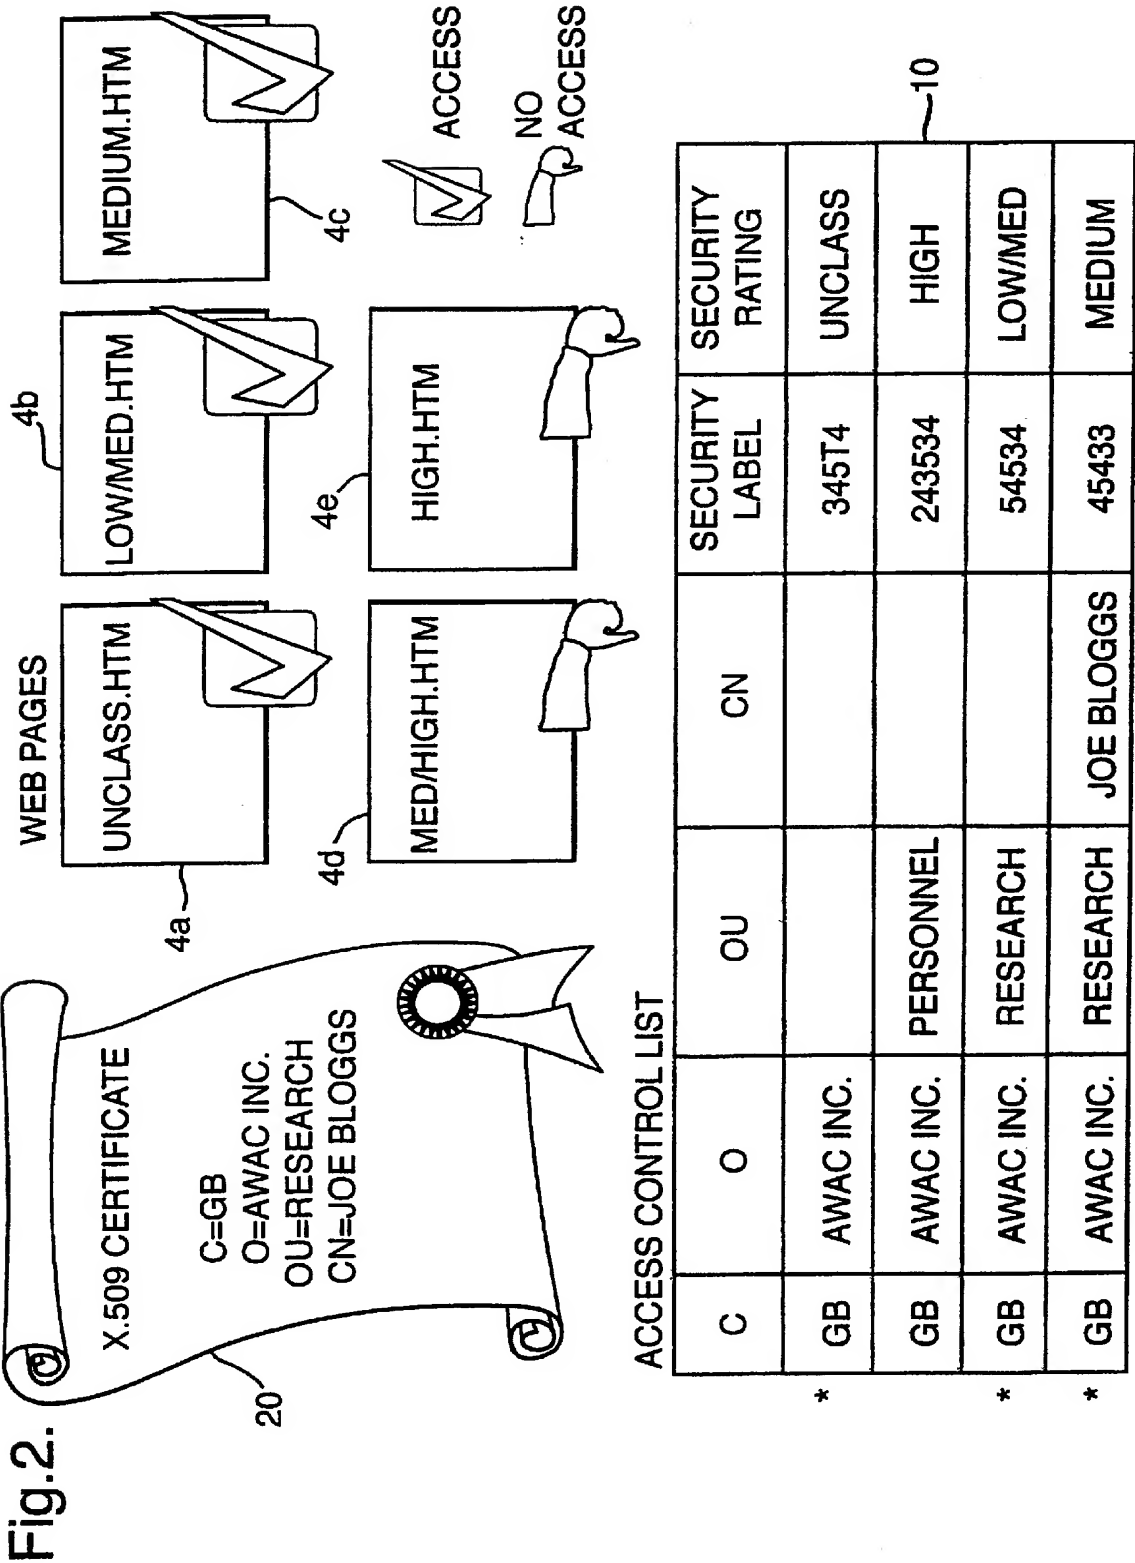 Fig.2.
20
X.509 CERTIFICATE
C=GB
O=AWAC INC.
OU=RESEARCH
CN=JOE BLOGGS
WEB PAGES
4a
UNCLASS.HTM
4b
LOW/MED.HTM
MEDIUM.HTM
4c
4d
MED/HIGH.HTM
4e
HIGH.HTM
ACCESS
NO
ACCESS
ACCESS CONTROL LIST
10
C O OU CN SECURITY LABEL SECURITY RATING
* GB AWAC INC. 345T4 UNCLASS
GB AWAC INC. PERSONNEL 243534 HIGH
* GB AWAC INC. RESEARCH 54534 LOW/MED
* GB AWAC INC. RESEARCH JOE BLOGGS 45433 MEDIUM